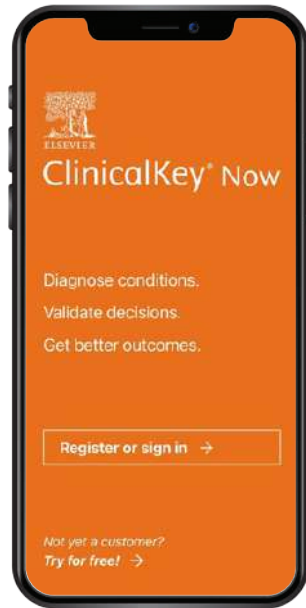 ELSEVIER
ClinicalKey® Now
Diagnose conditions.
Validate decisions.
Get better outcomes.
Register or sign in →
Not yet a customer?
Try for free! →